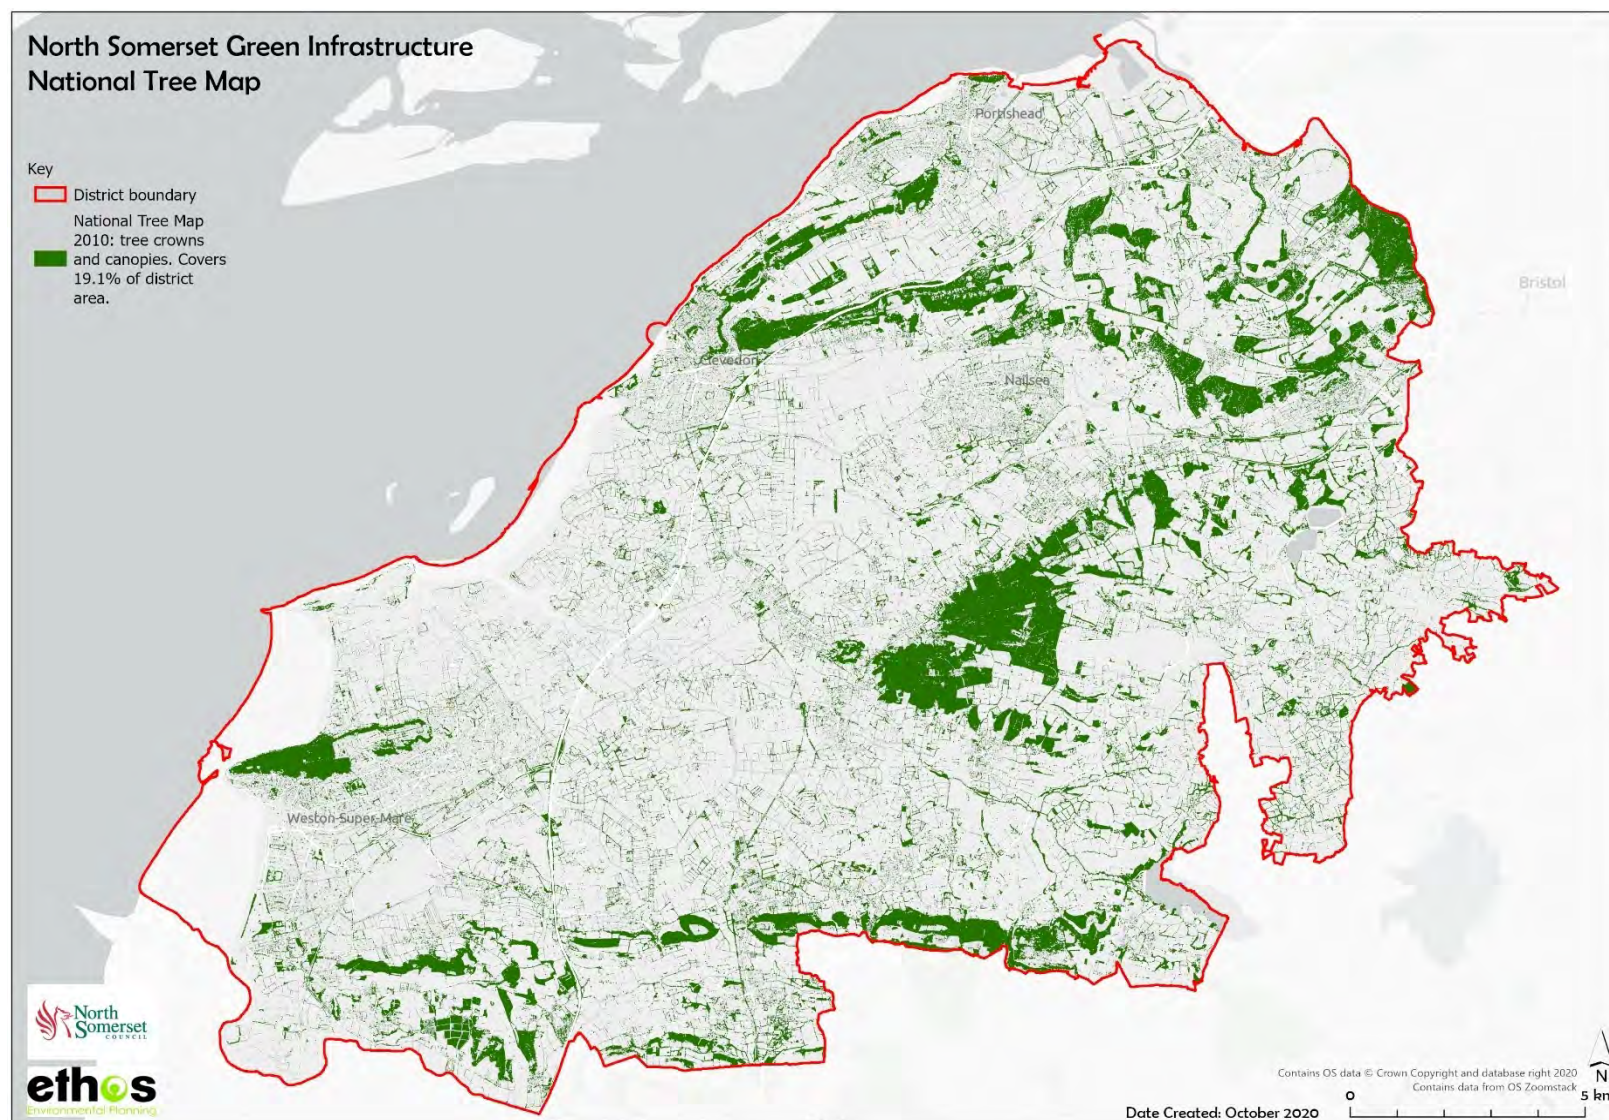 North Somerset Green Infrastructure
National Tree Map
Key
District boundary
National Tree Map
2010: tree crowns
and canopies. Covers
19.1% of district
area.
Portishead
Bristol
Clevedon
Nailsea
Weston-Super-Mare
North
Somerset
COUNCIL
ethos
Environmental Planning
Contains OS data © Crown Copyright and database right 2020
Contains data from OS Zoomstack
N
0
5 km
Date Created: October 2020